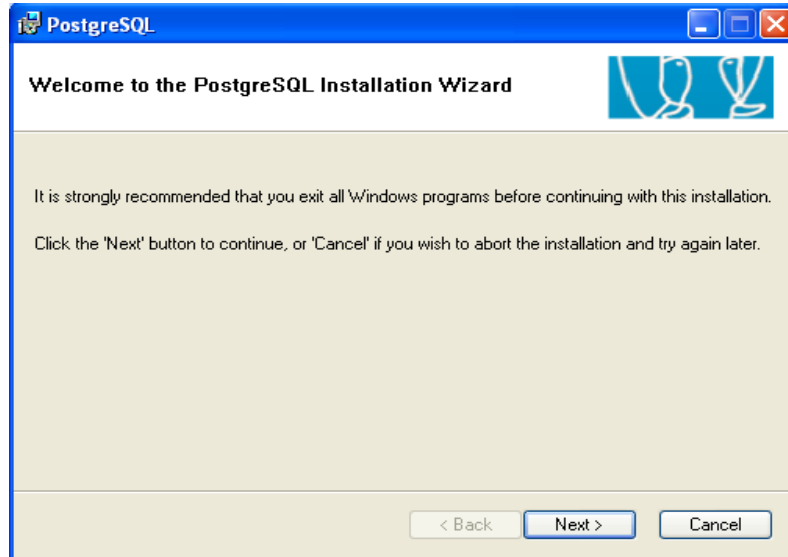 PostgreSQL
Welcome to the PostgreSQL Installation Wizard
It is strongly recommended that you exit all Windows programs before continuing with this installation.
Click the 'Next' button to continue, or 'Cancel' if you wish to abort the installation and try again later.
< Back
Next >
Cancel